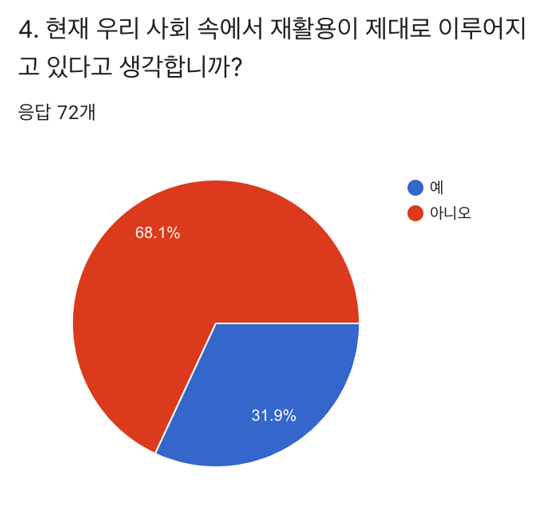 4. 현재 우리 사회 속에서 재활용이 제대로 이루어지
고 있다고 생각합니까?
응답 72개
예
아니오
68.1%
31.9%